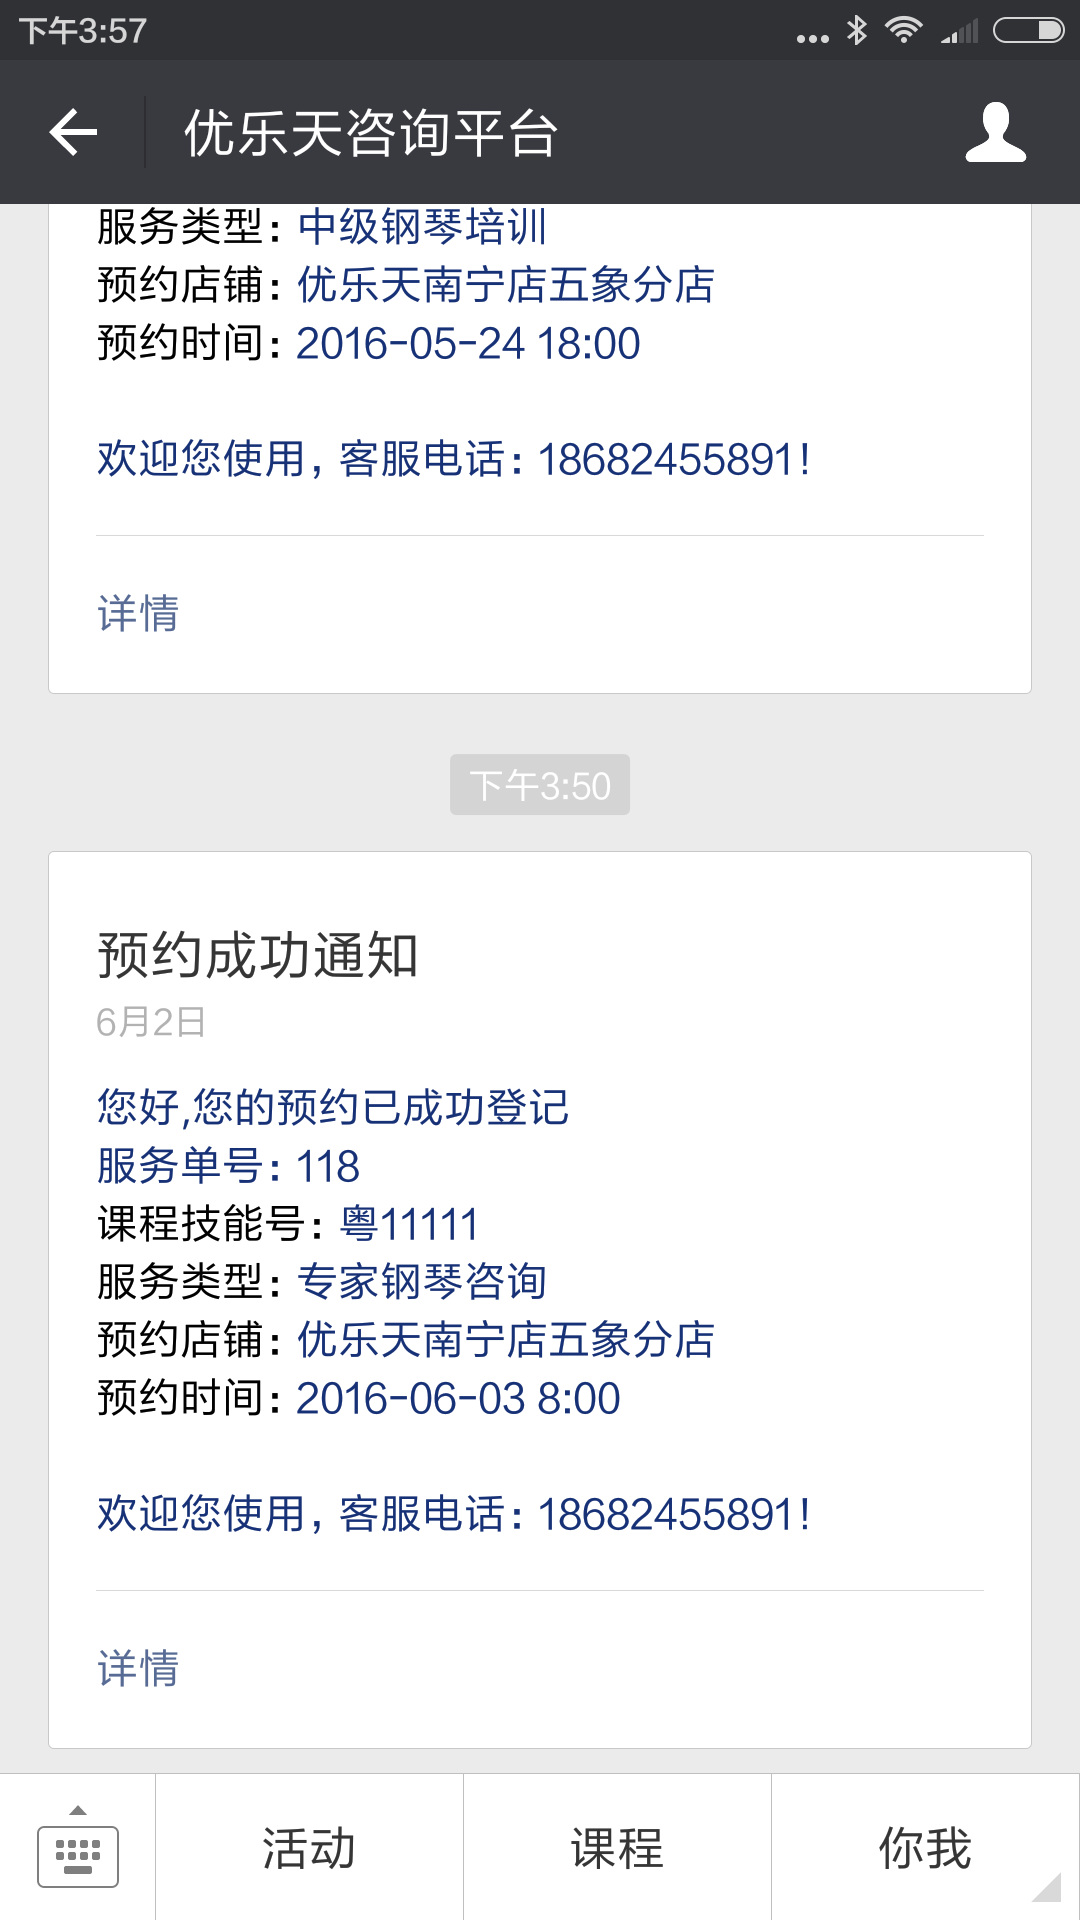 下午3:57
优乐天咨询平台
服务类型：中级钢琴培训
预约店铺：优乐天南宁店五象分店
预约时间：2016-05-24 18:00
欢迎您使用，客服电话：18682455891！
详情
下午3:50
预约成功通知
6月2日
您好,您的预约已成功登记
服务单号：118
课程技能号：粤11111
服务类型：专家钢琴咨询
预约店铺：优乐天南宁店五象分店
预约时间：2016-06-03 8:00
欢迎您使用，客服电话：18682455891！
详情
活动
课程
你我